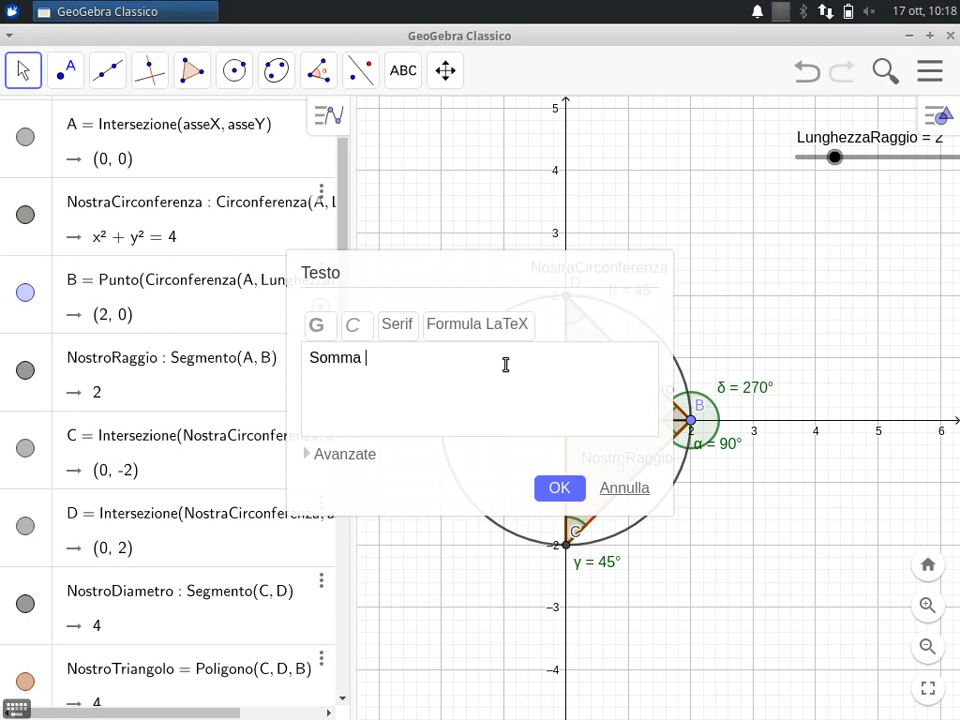 GeoGebra Classico
17 ott, 10:18
GeoGebra Classico
A
ABC
A = Intersezione(asseX, asseY)
→ (0, 0)
NostraCirconferenza : Circonferenza(A, L
→ x² + y² = 4
B = Punto(Circonferenza(A, Lunghezza
→ (2, 0)
NostroRaggio : Segmento(A, B)
→ 2
C = Intersezione(NostraCirconferenza, a
→ (0, -2)
D = Intersezione(NostraCirconferenza, a
→ (0, 2)
NostroDiametro : Segmento(C, D)
→ 4
NostroTriangolo = Poligono(C, D, B)
→ 4
LunghezzaRaggio = 2
5
4
3
2
−2
−3
−4
2
3
4
5
6
NostraCirconferenza
D
β = 45°
δ = 270°
B
α = 90°
NostroRaggio
C
γ = 45°
Testo
G
C
Serif
Formula LaTeX
Somma
Avanzate
OK
Annulla